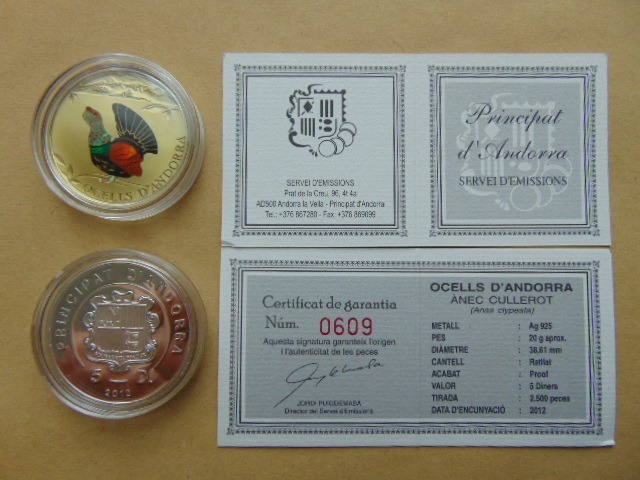 OCELLS D'ANDORRA
PRINCIPAT D'ANDORRA
5 D.
2012
SERVEI D'EMISSIONS
Prat de la Creu, 96, 4t 4a
AD500 Andorra la Vella - Principat d'Andorra
Tel.: +376 867280 - Fax: +376 869099
Principat
d'Andorra
SERVEI D'EMISSIONS
Certificat de garantia
Núm. 0609
Aquesta signatura garanteix l'origen
i l'autenticitat de les peces
JORDI PUIGDEMASÀ
Director del Servei d'Emissions
OCELLS D'ANDORRA
ÀNEC CULLEROT
(Anas clypeata)
METALL : Ag 925
PES : 20 g aprox.
DIÀMETRE : 38,61 mm
CANTELL : Ratllat
ACABAT : Proof
VALOR : 5 Diners
TIRADA : 2.500 peces
DATA D'ENCUNYACIÓ : 2012